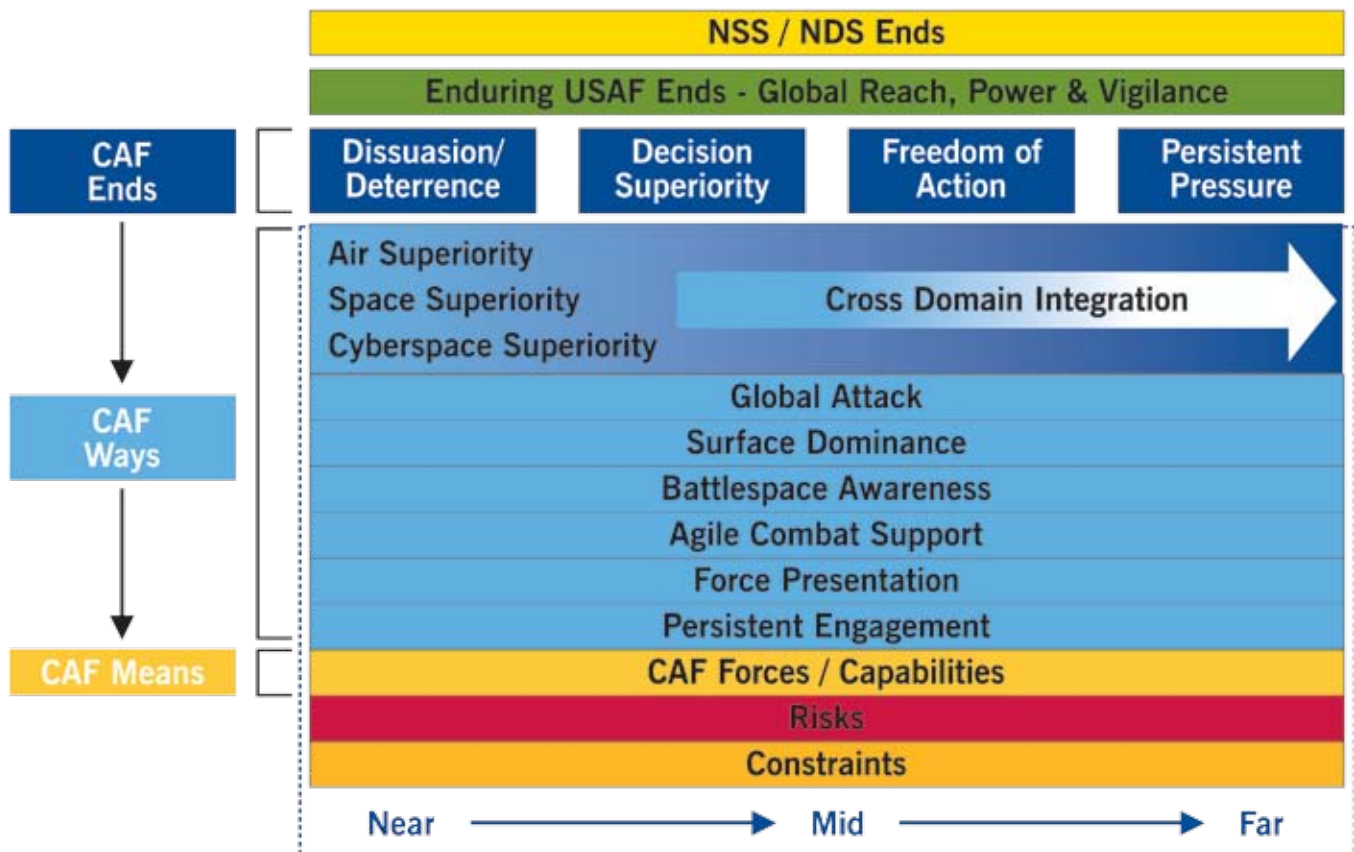 NSS / NDS Ends
Enduring USAF Ends - Global Reach, Power & Vigilance
CAF
Ends
Dissuasion/
Deterrence
Decision
Superiority
Freedom of
Action
Persistent
Pressure
Air Superiority
Space Superiority
Cyberspace Superiority
Cross Domain Integration
CAF
Ways
Global Attack
Surface Dominance
Battlespace Awareness
Agile Combat Support
Force Presentation
Persistent Engagement
CAF Means
CAF Forces / Capabilities
Risks
Constraints
Near
Mid
Far